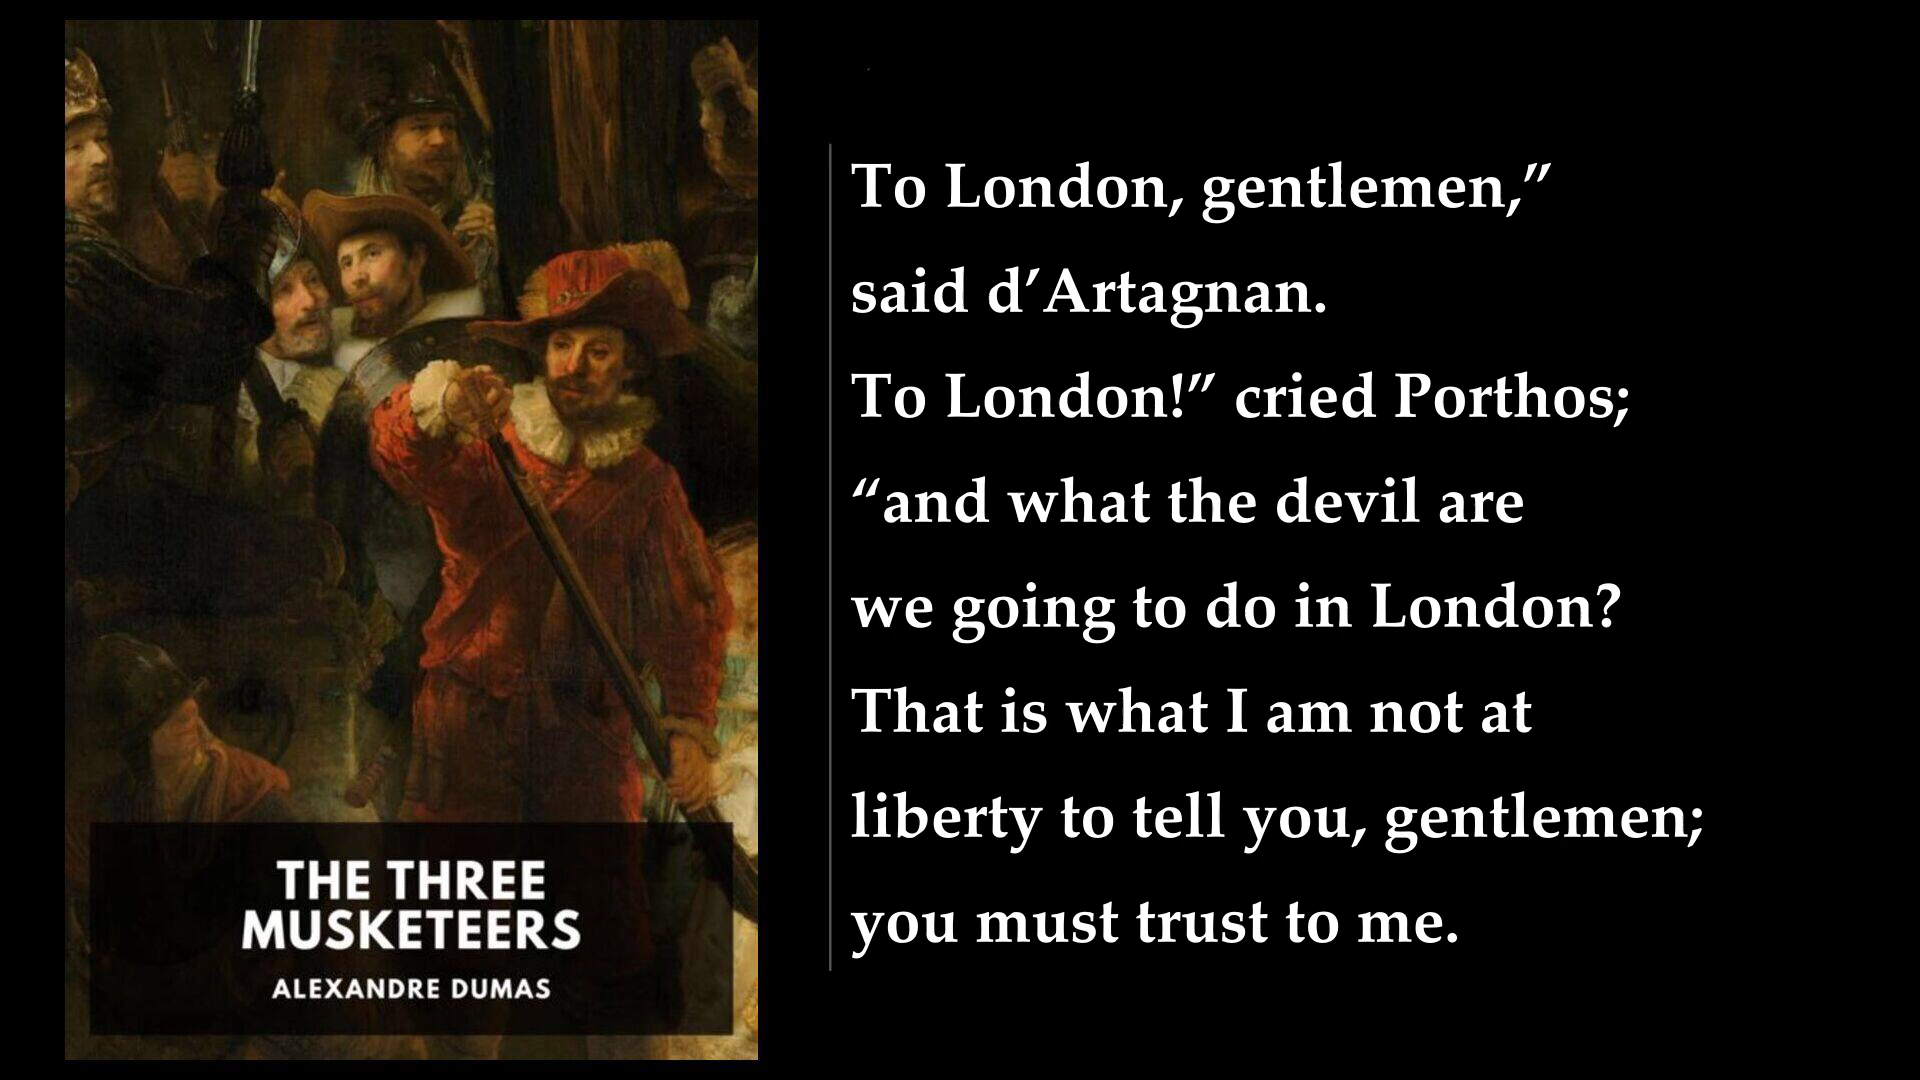 To London, gentlemen,”
said d’Artagnan.
To London!” cried Porthos;
“and what the devil are
we going to do in London?
That is what I am not at
liberty to tell you, gentlemen;
you must trust to me.
THE THREE
MUSKETEERS
ALEXANDRE DUMAS